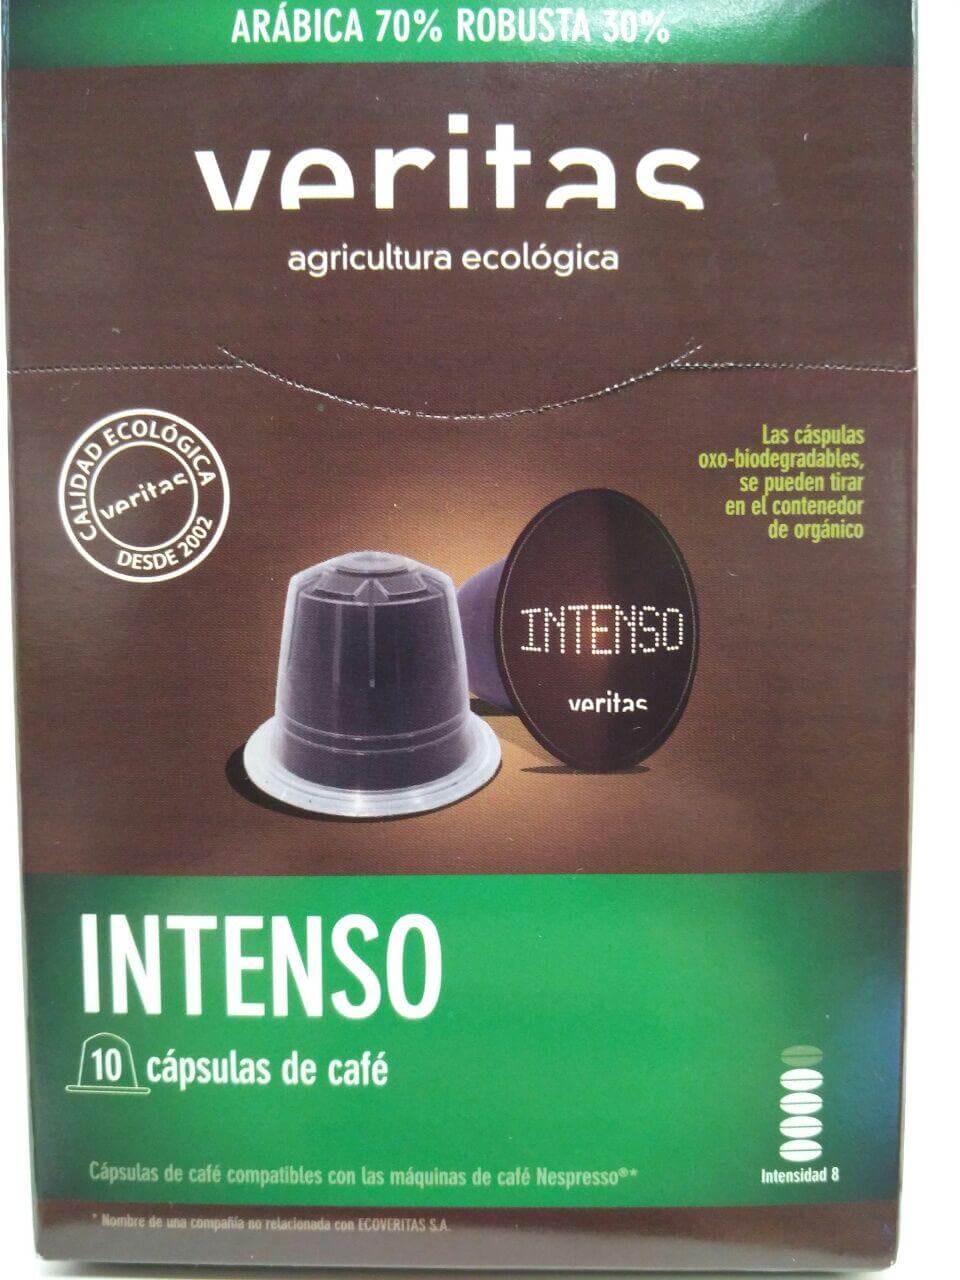 ARÁBICA 70% ROBUSTA 30%
veritas
agricultura ecológica
CALIDAD ECOLÓGICA
veritas
DESDE 2002
Las cáspulas
oxo-biodegradables,
se pueden tirar
en el contenedor
de orgánico
INTENSO
veritas
INTENSO
10 cápsulas de café
Intensidad 8
Cápsulas de café compatibles con las máquinas de café Nespresso®*
* Nombre de una compañía no relacionada con ECOVERITAS S.A.